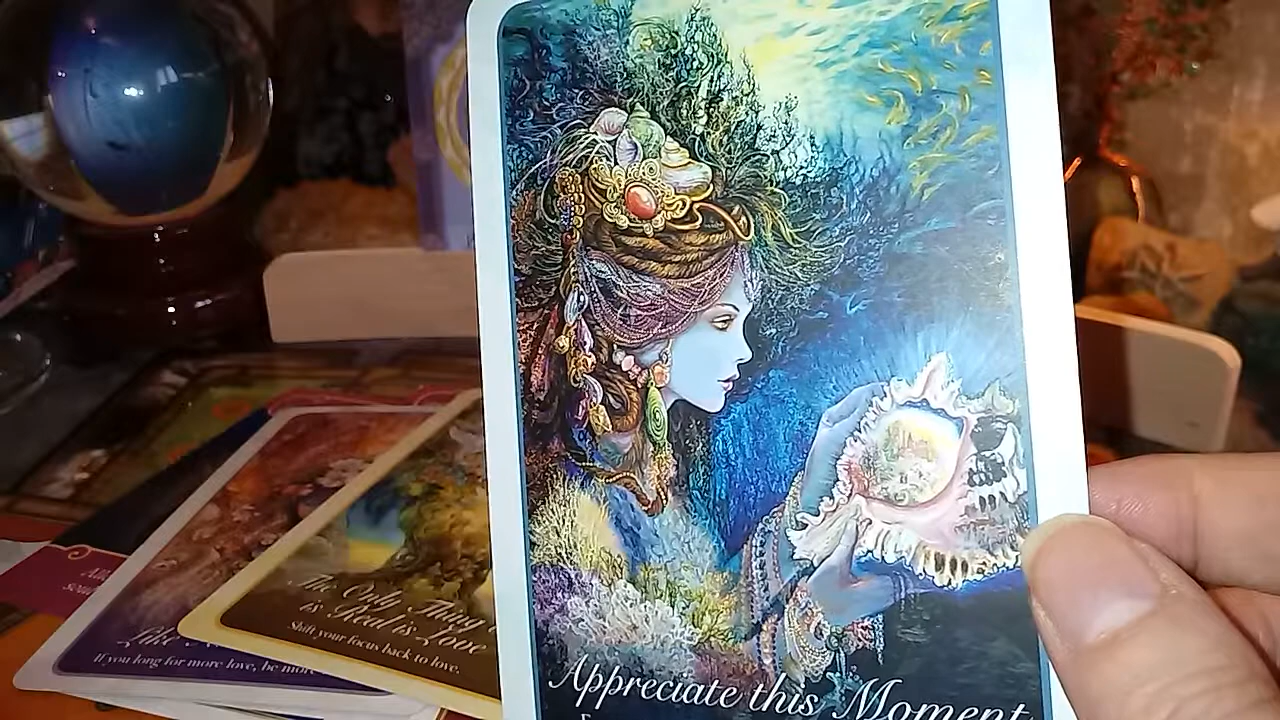 Appreciate this Moment
The Only Thing
is Real is Love
Shift your focus back to love.
Like
If you long for more love, be more